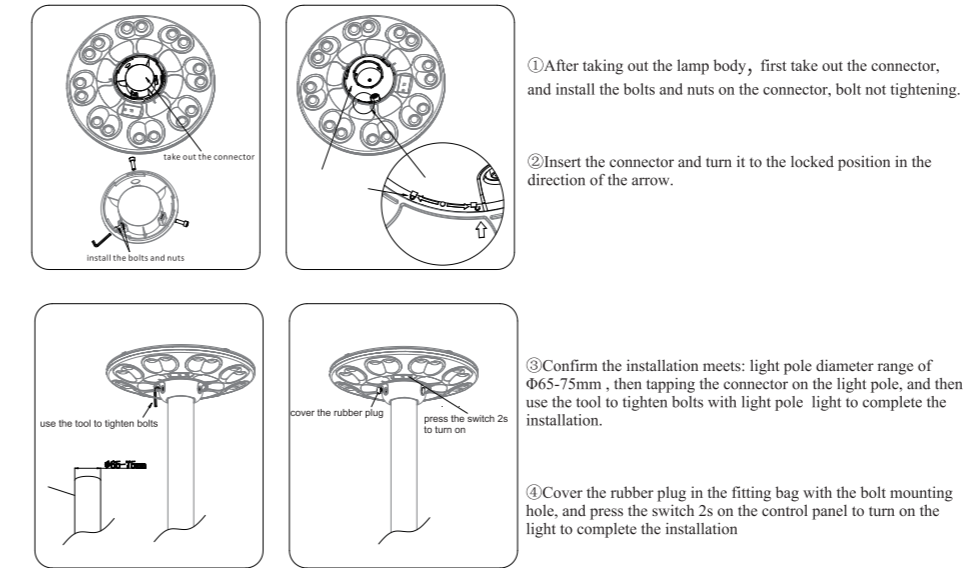 take out the connector
install the bolts and nuts
①After taking out the lamp body, first take out the connector,
and install the bolts and nuts on the connector, bolt not tightening.
②Insert the connector and turn it to the locked position in the
direction of the arrow.
use the tool to tighten bolts
Φ65-75mm
cover the rubber plug
press the switch 2s
to turn on
③Confirm the installation meets: light pole diameter range of
Φ65-75mm , then tapping the connector on the light pole, and then
use the tool to tighten bolts with light pole light to complete the
installation.
④Cover the rubber plug in the fitting bag with the bolt mounting
hole, and press the switch 2s on the control panel to turn on the
light to complete the installation